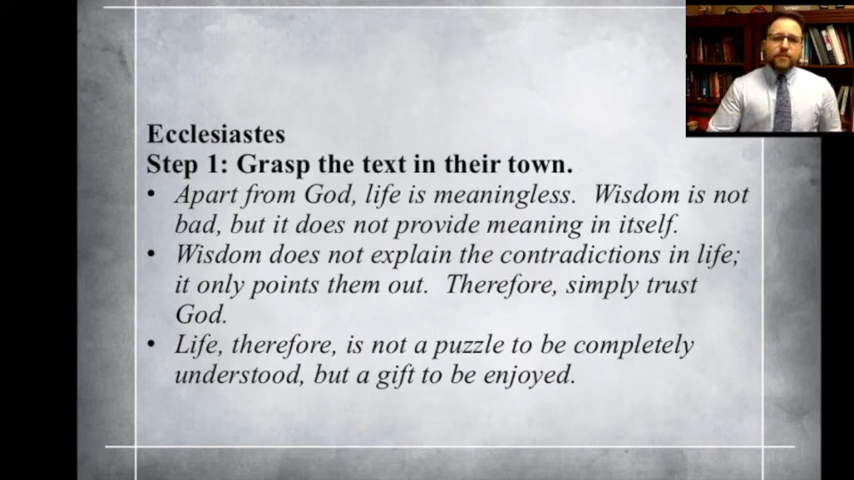 Ecclesiastes
Step 1: Grasp the text in their town.
• Apart from God, life is meaningless. Wisdom is not
bad, but it does not provide meaning in itself.
• Wisdom does not explain the contradictions in life;
it only points them out. Therefore, simply trust
God.
• Life, therefore, is not a puzzle to be completely
understood, but a gift to be enjoyed.